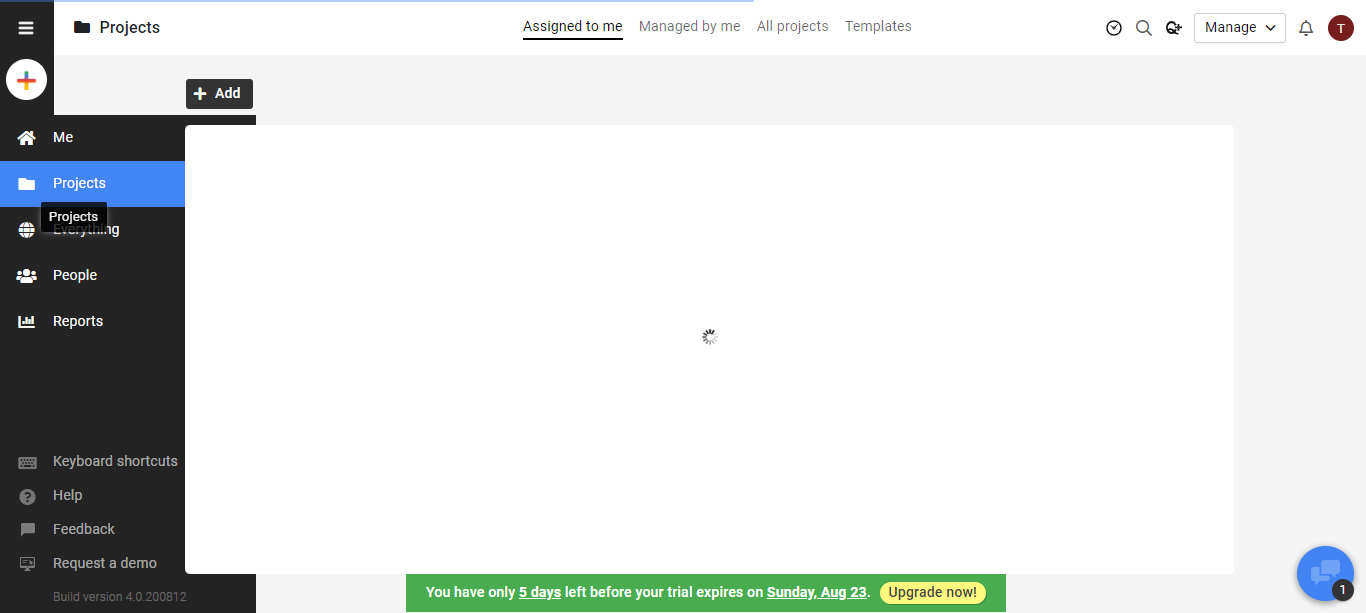 Projects
Assigned to me
Managed by me
All projects
Templates
Manage
T
Add
Me
Projects
Projects
Everything
People
Reports
Keyboard shortcuts
Help
Feedback
Request a demo
Build version 4.0.200812
You have only 5 days left before your trial expires on Sunday, Aug 23. Upgrade now!
1